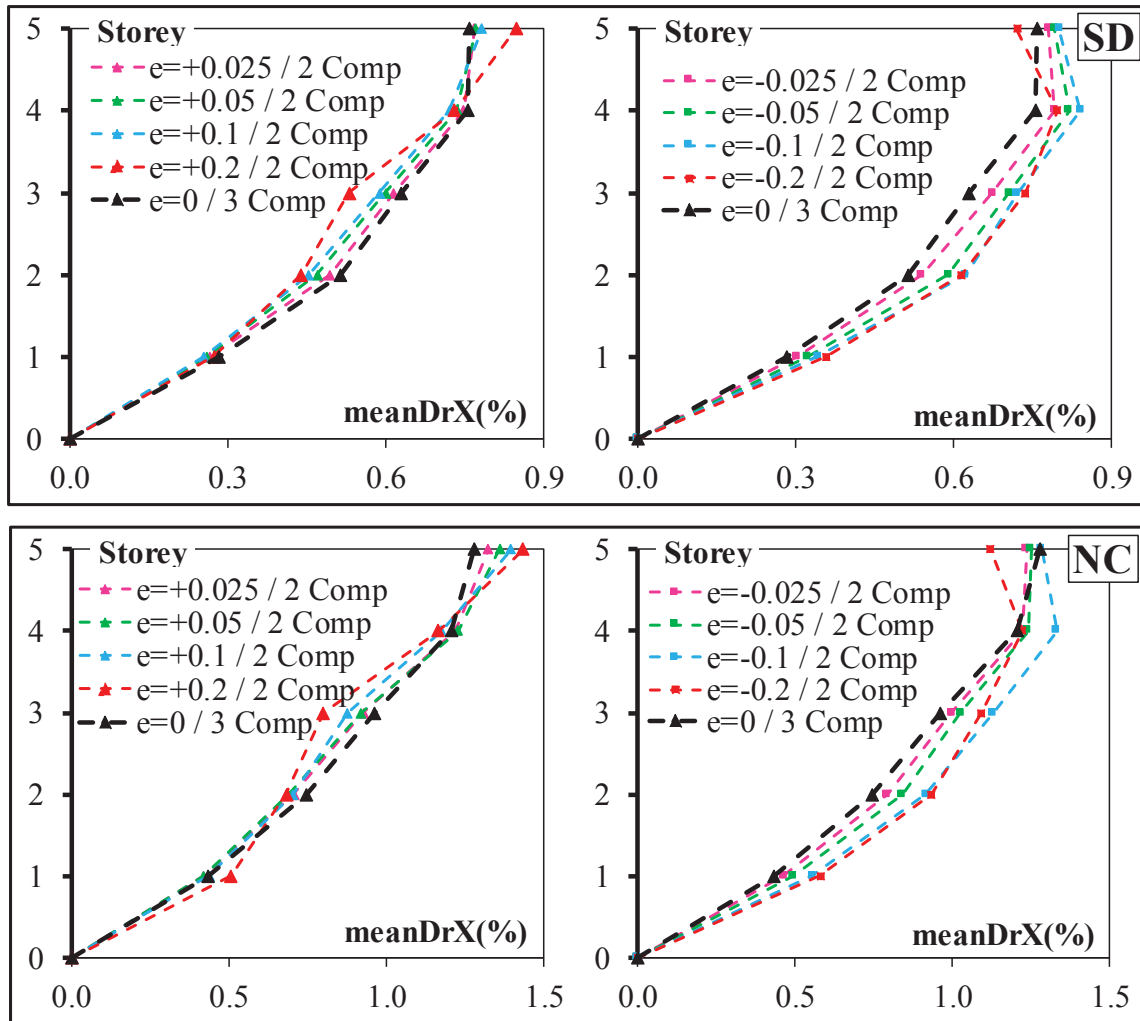 5
Storey
e=+0.025 / 2 Comp
e=+0.05 / 2 Comp
e=+0.1 / 2 Comp
e=+0.2 / 2 Comp
e=0 / 3 Comp
4
3
2
1
0
meanDrX(%)
0.0 0.3 0.6 0.9
SD
e=-0.025 / 2 Comp
e=-0.05 / 2 Comp
e=-0.1 / 2 Comp
e=-0.2 / 2 Comp
e=0 / 3 Comp
meanDrX(%)
0.0 0.3 0.6 0.9
5
Storey
e=+0.025 / 2 Comp
e=+0.05 / 2 Comp
e=+0.1 / 2 Comp
e=+0.2 / 2 Comp
e=0 / 3 Comp
4
3
2
1
0
meanDrX(%)
0.0 0.5 1.0 1.5
5
Storey
NC
e=-0.025 / 2 Comp
e=-0.05 / 2 Comp
e=-0.1 / 2 Comp
e=-0.2 / 2 Comp
e=0 / 3 Comp
4
3
2
1
0
meanDrX(%)
0.0 0.5 1.0 1.5